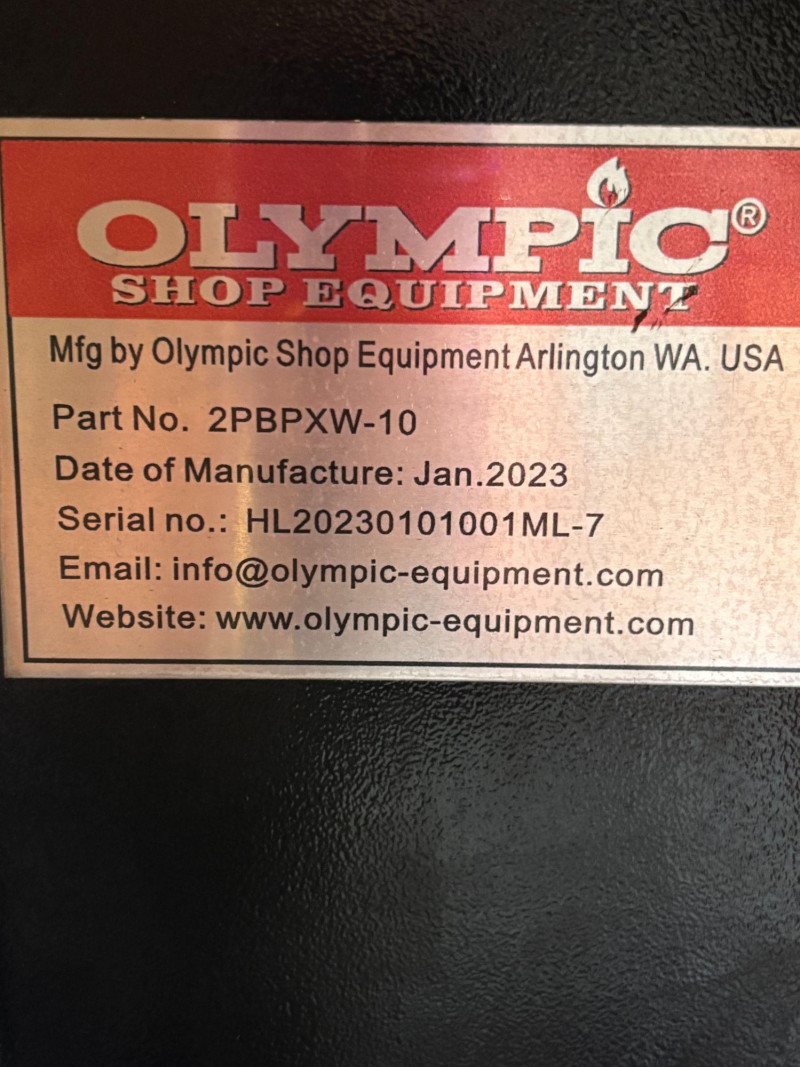 OLYMPIC®
SHOP EQUIPMENT
Mfg by Olympic Shop Equipment Arlington WA. USA
Part No. 2PBPXW-10
Date of Manufacture: Jan.2023
Serial no.: HL20230101001ML-7
Email: info@olympic-equipment.com
Website: www.olympic-equipment.com